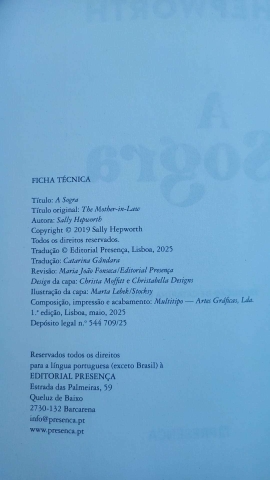 HEPWORTH
A
Sogra
FICHA TÉCNICA
Título: A Sogra
Título original: The Mother-in-Law
Autora: Sally Hepworth
Copyright © 2019 Sally Hepworth
Todos os direitos reservados.
Tradução © Editorial Presença, Lisboa, 2025
Tradução: Catarina Gândara
Revisão: Maria João Fonseca/Editorial Presença
Design da capa: Christa Moffitt e Christabella Designs
Ilustração da capa: Marta Lebek/Stocksy
Composição, impressão e acabamento: Multitipo — Artes Gráficas, Lda.
1.ª edição, Lisboa, maio, 2025
Depósito legal n.º 544 709/25
Reservados todos os direitos
para a língua portuguesa (exceto Brasil) à
EDITORIAL PRESENÇA
Estrada das Palmeiras, 59
Queluz de Baixo
2730-132 Barcarena
info@presenca.pt
www.presenca.pt